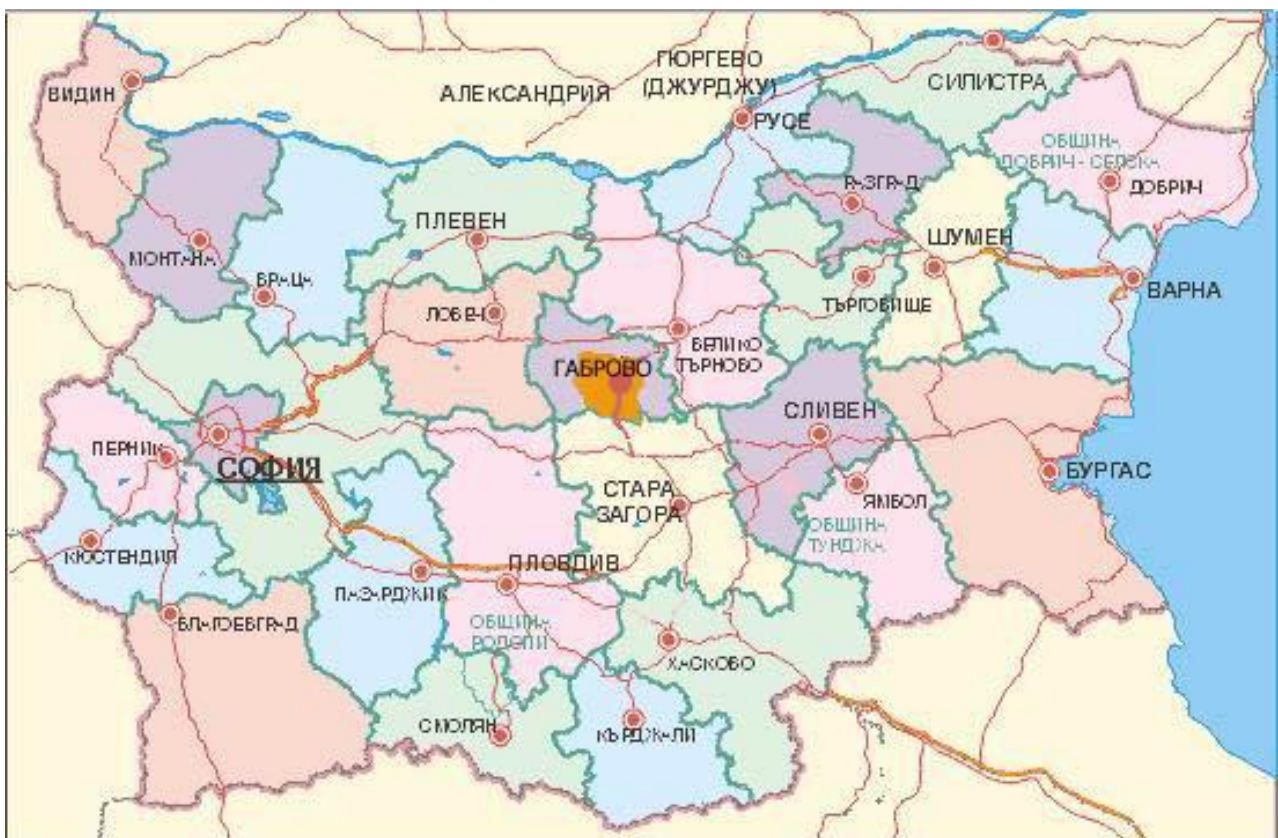 ГЮРГЕВО
(ДЖУРДЖУ)
АЛЕКСАНДРИЯ
ВИДИН
СИЛИСТРА
РУСЕ
ОБЩИНА
ДОБРИЧ - СЕЛСКА
ДОБРИЧ
РАЗГРАД
ПЛЕВЕН
ШУМЕН
МОНТАНА
ВРАЦА
ВАРНА
ТЪРГОВИЩЕ
ЛОВЕЧ
ВЕЛИКО
ТЪРНОВО
ГАБРОВО
СЛИВЕН
ПЕРНИК
СОФИЯ
БУРГАС
СТАРА
ЗАГОРА
ЯМБОЛ
ОБЩИНА
ТУНДЖА
КЮСТЕНДИЛ
ПЛОВДИВ
ПАЗАРДЖИК
БЛАГОЕВГРАД
ОБЩИНА
РОДОПИ
ХАСКОВО
СМОЛЯН
КЪРДЖАЛИ